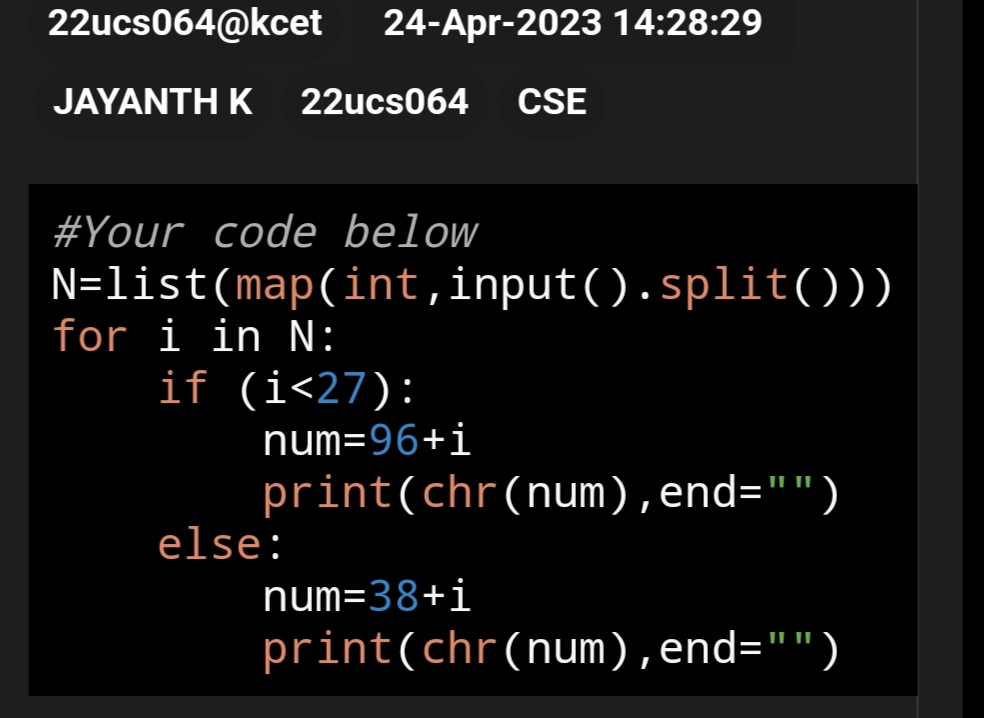 22ucs064@kcet 24-Apr-2023 14:28:29
JAYANTH K 22ucs064 CSE
#Your code below
N=list(map(int,input().split()))
for i in N:
    if (i<27):
        num=96+i
        print(chr(num),end="")
    else:
        num=38+i
        print(chr(num),end="")